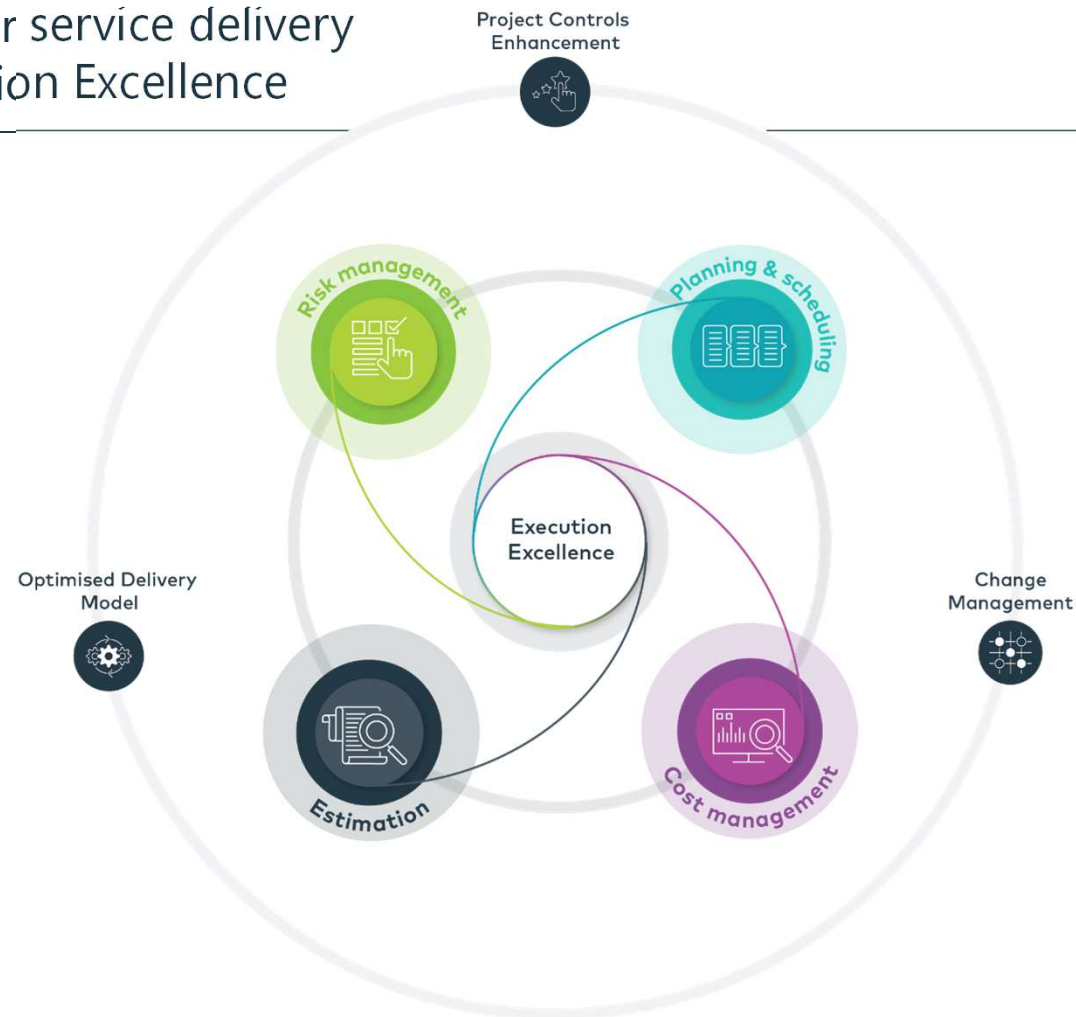 r service delivery
ion Excellence
Project Controls
Enhancement
Risk management
Planning & scheduling
Execution
Excellence
Optimised Delivery
Model
Change
Management
Estimation
Cost management